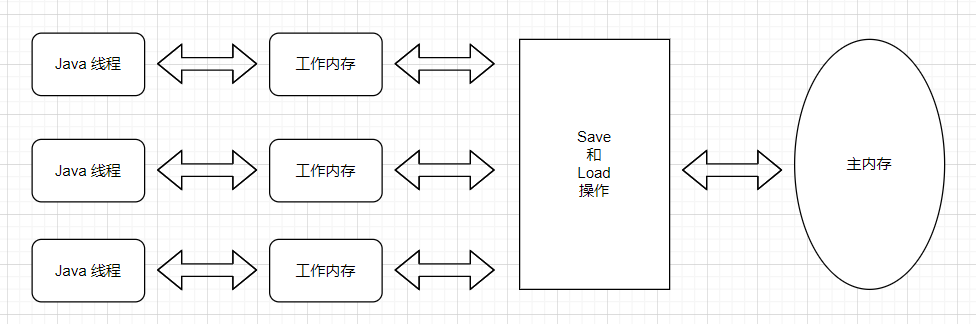 Java 线程
工作内存
Java 线程
工作内存
Java 线程
工作内存
Save
和
Load
操作
主内存